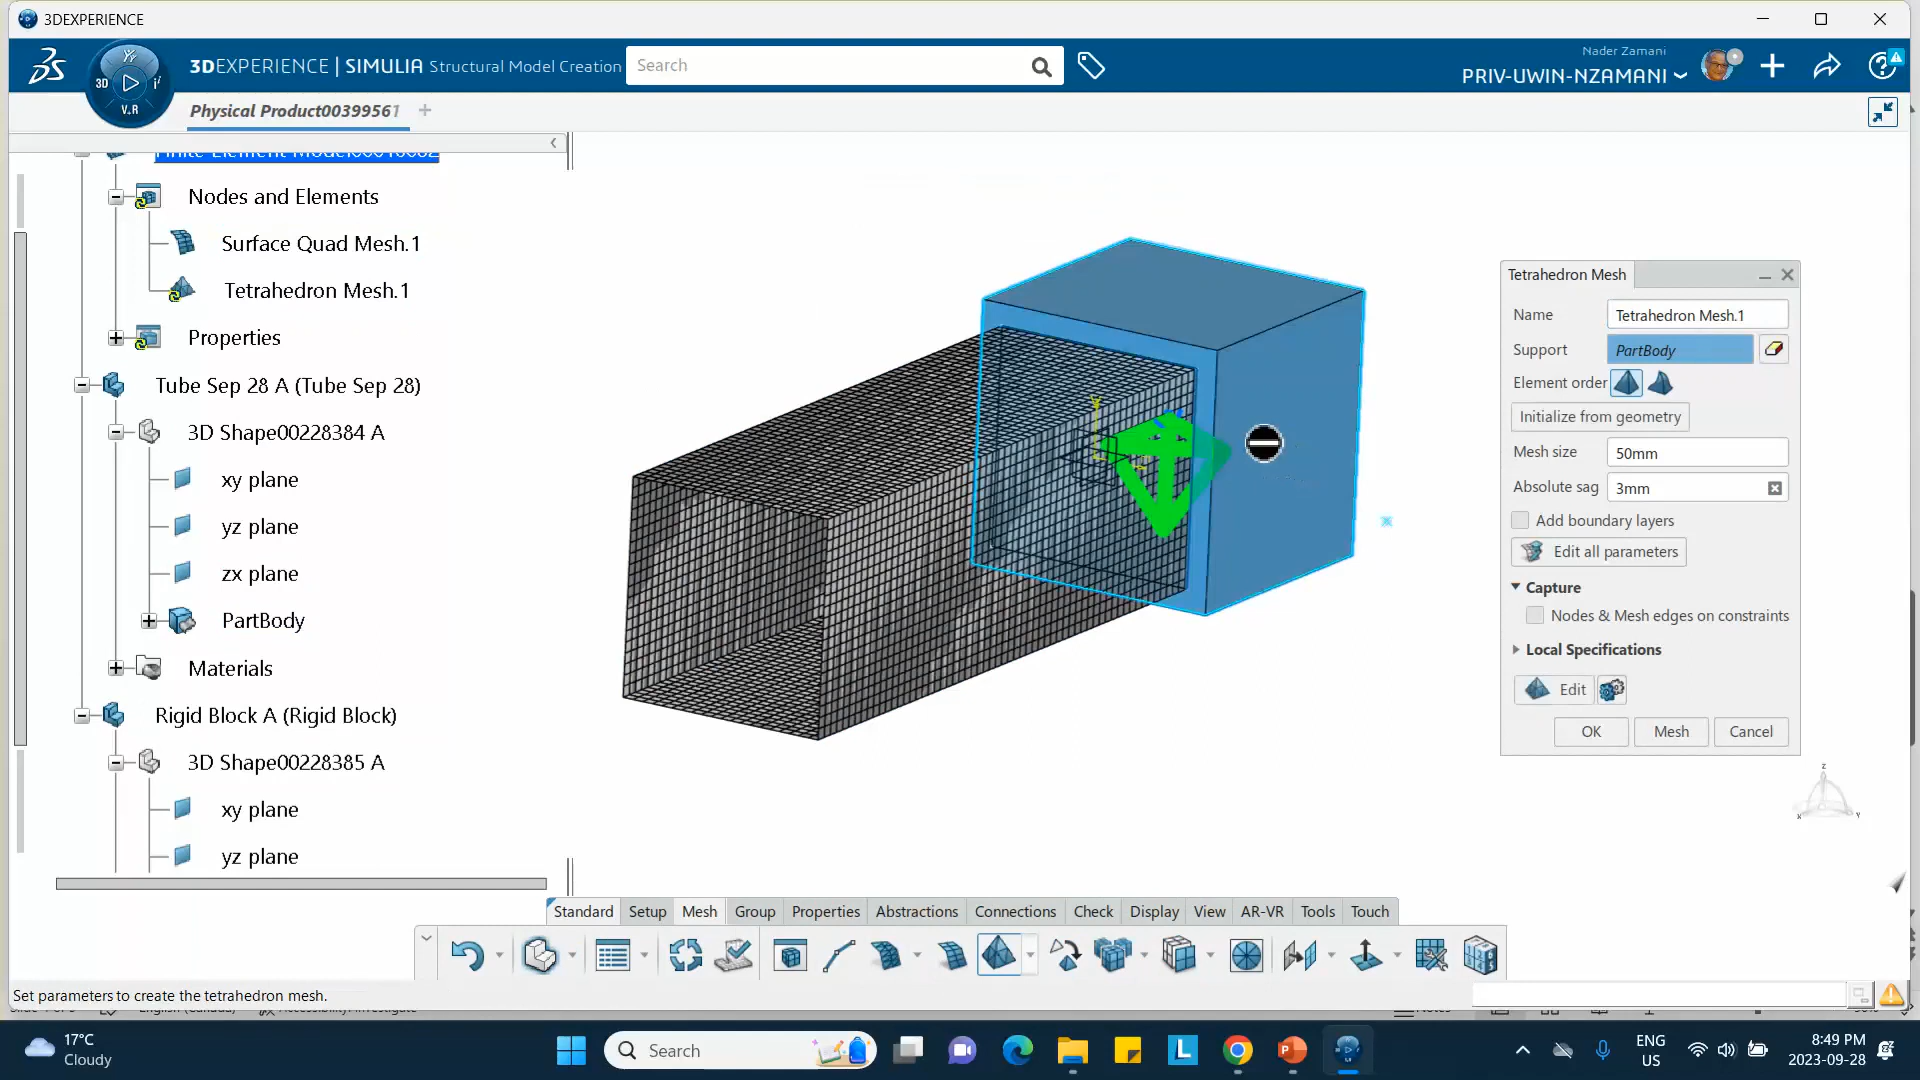 3DEXPERIENCE
3DEXPERIENCE | SIMULIA Structural Model Creation
Search
Nader Zamani
PRIV-UWIN-NZAMANI
3D
V.R
Physical Product00399561
Nodes and Elements
Surface Quad Mesh.1
Tetrahedron Mesh.1
Properties
Tube Sep 28 A (Tube Sep 28)
3D Shape00228384 A
xy plane
yz plane
zx plane
PartBody
Materials
Rigid Block A (Rigid Block)
3D Shape00228385 A
xy plane
yz plane
Tetrahedron Mesh
Name
Tetrahedron Mesh.1
Support
PartBody
Element order
Initialize from geometry
Mesh size
50mm
Absolute sag
3mm
Add boundary layers
Edit all parameters
Capture
Nodes & Mesh edges on constraints
Local Specifications
Edit
OK Mesh Cancel
Standard Setup Mesh Group Properties Abstractions Connections Check Display View AR-VR Tools Touch
Set parameters to create the tetrahedron mesh.
17°C
Cloudy
Search
ENG
US
8:49 PM
2023-09-28